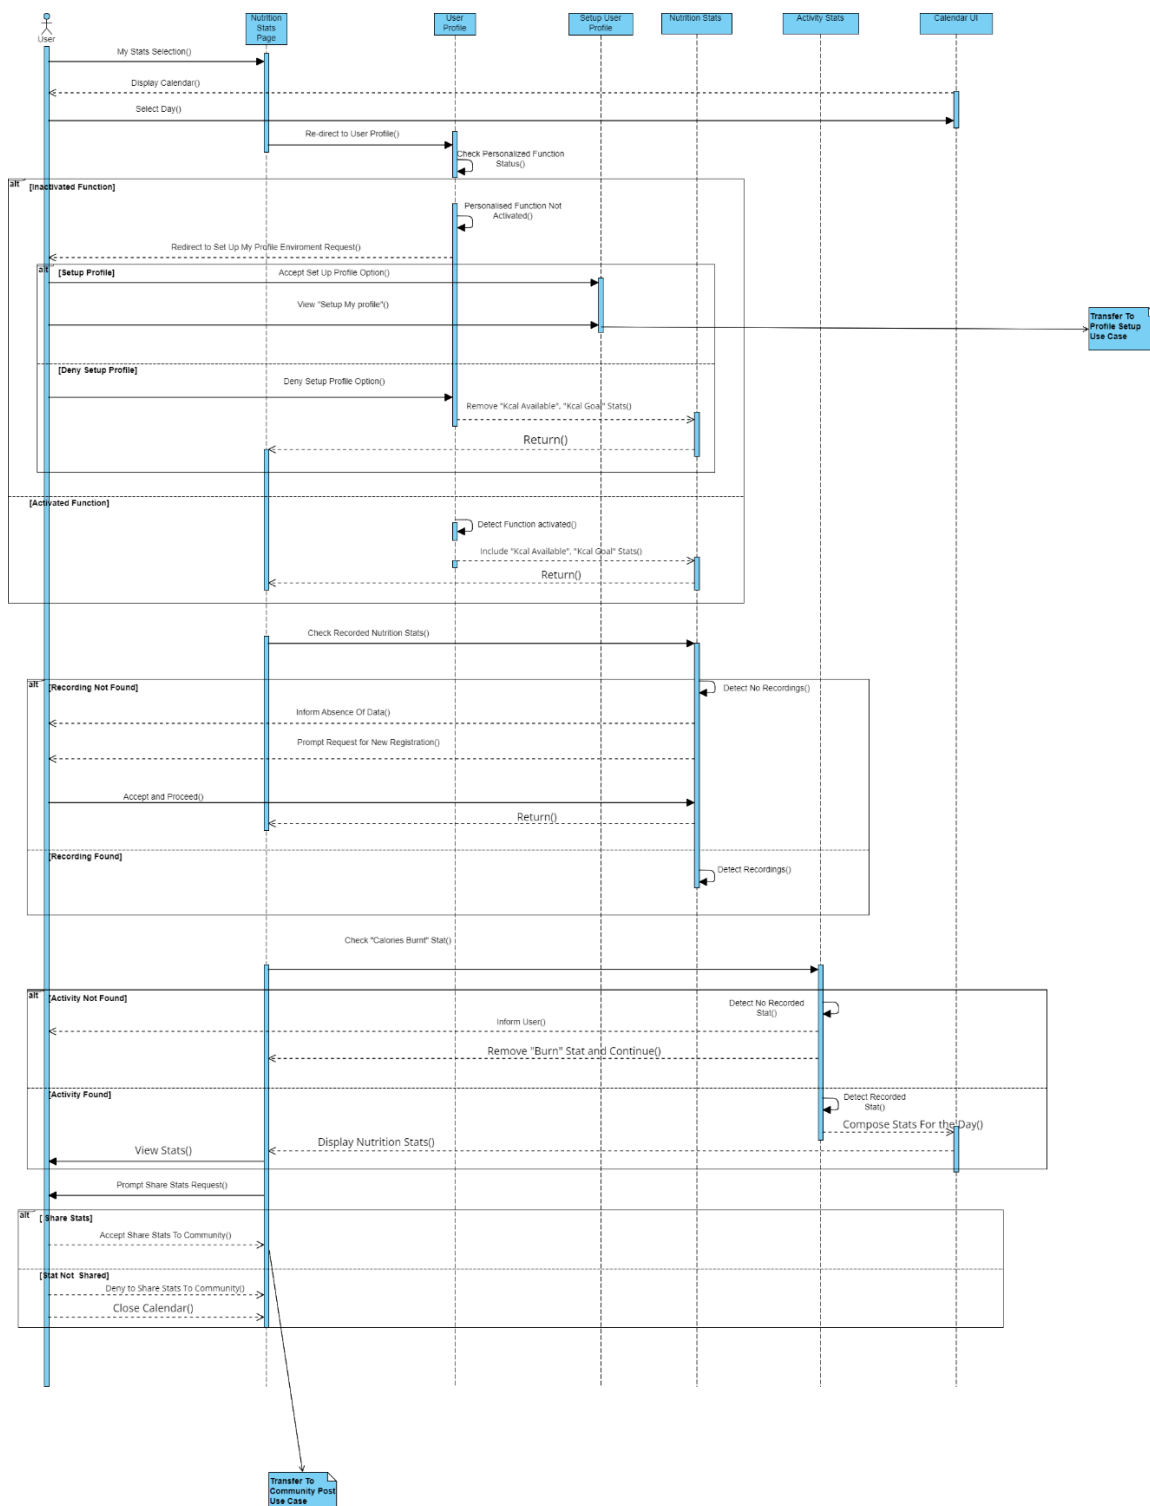 User
Nutrition
Stats
Page
User
Profile
Setup User
Profile
Nutrition Stats
Activity Stats
Calendar UI
My Stats Selection()
Display Calendar()
Select Day()
Re-direct to User Profile()
Check Personalized Function
Status()
alt
[Inactivated Function]
Personalised Function Not
Activated()
Redirect to Set Up My Profile Enviroment Request()
alt
[Setup Profile]
Accept Set Up Profile Option()
View "Setup My profile"()
Transfer To
Profile Setup
Use Case
[Deny Setup Profile]
Deny Setup Profile Option()
Remove "Kcal Available", "Kcal Goal" Stats()
Return()
[Activated Function]
Detect Function activated()
Include "Kcal Available", "Kcal Goal" Stats()
Return()
Check Recorded Nutrition Stats()
alt
[Recording Not Found]
Detect No Recordings()
Inform Absence Of Data()
Prompt Request for New Registration()
Accept and Proceed()
Return()
[Recording Found]
Detect Recordings()
Check "Calories Burnt" Stat()
alt
[Activity Not Found]
Detect No Recorded
Stat()
Inform User()
Remove "Burn" Stat and Continue()
[Activity Found]
Detect Recorded
Stat()
Compose Stats For the Day()
Display Nutrition Stats()
View Stats()
Prompt Share Stats Request()
alt
[ Share Stats]
Accept Share Stats To Community()
[Stat Not  Shared]
Deny to Share Stats To Community()
Close Calendar()
Transfer To
Community Post
Use Case